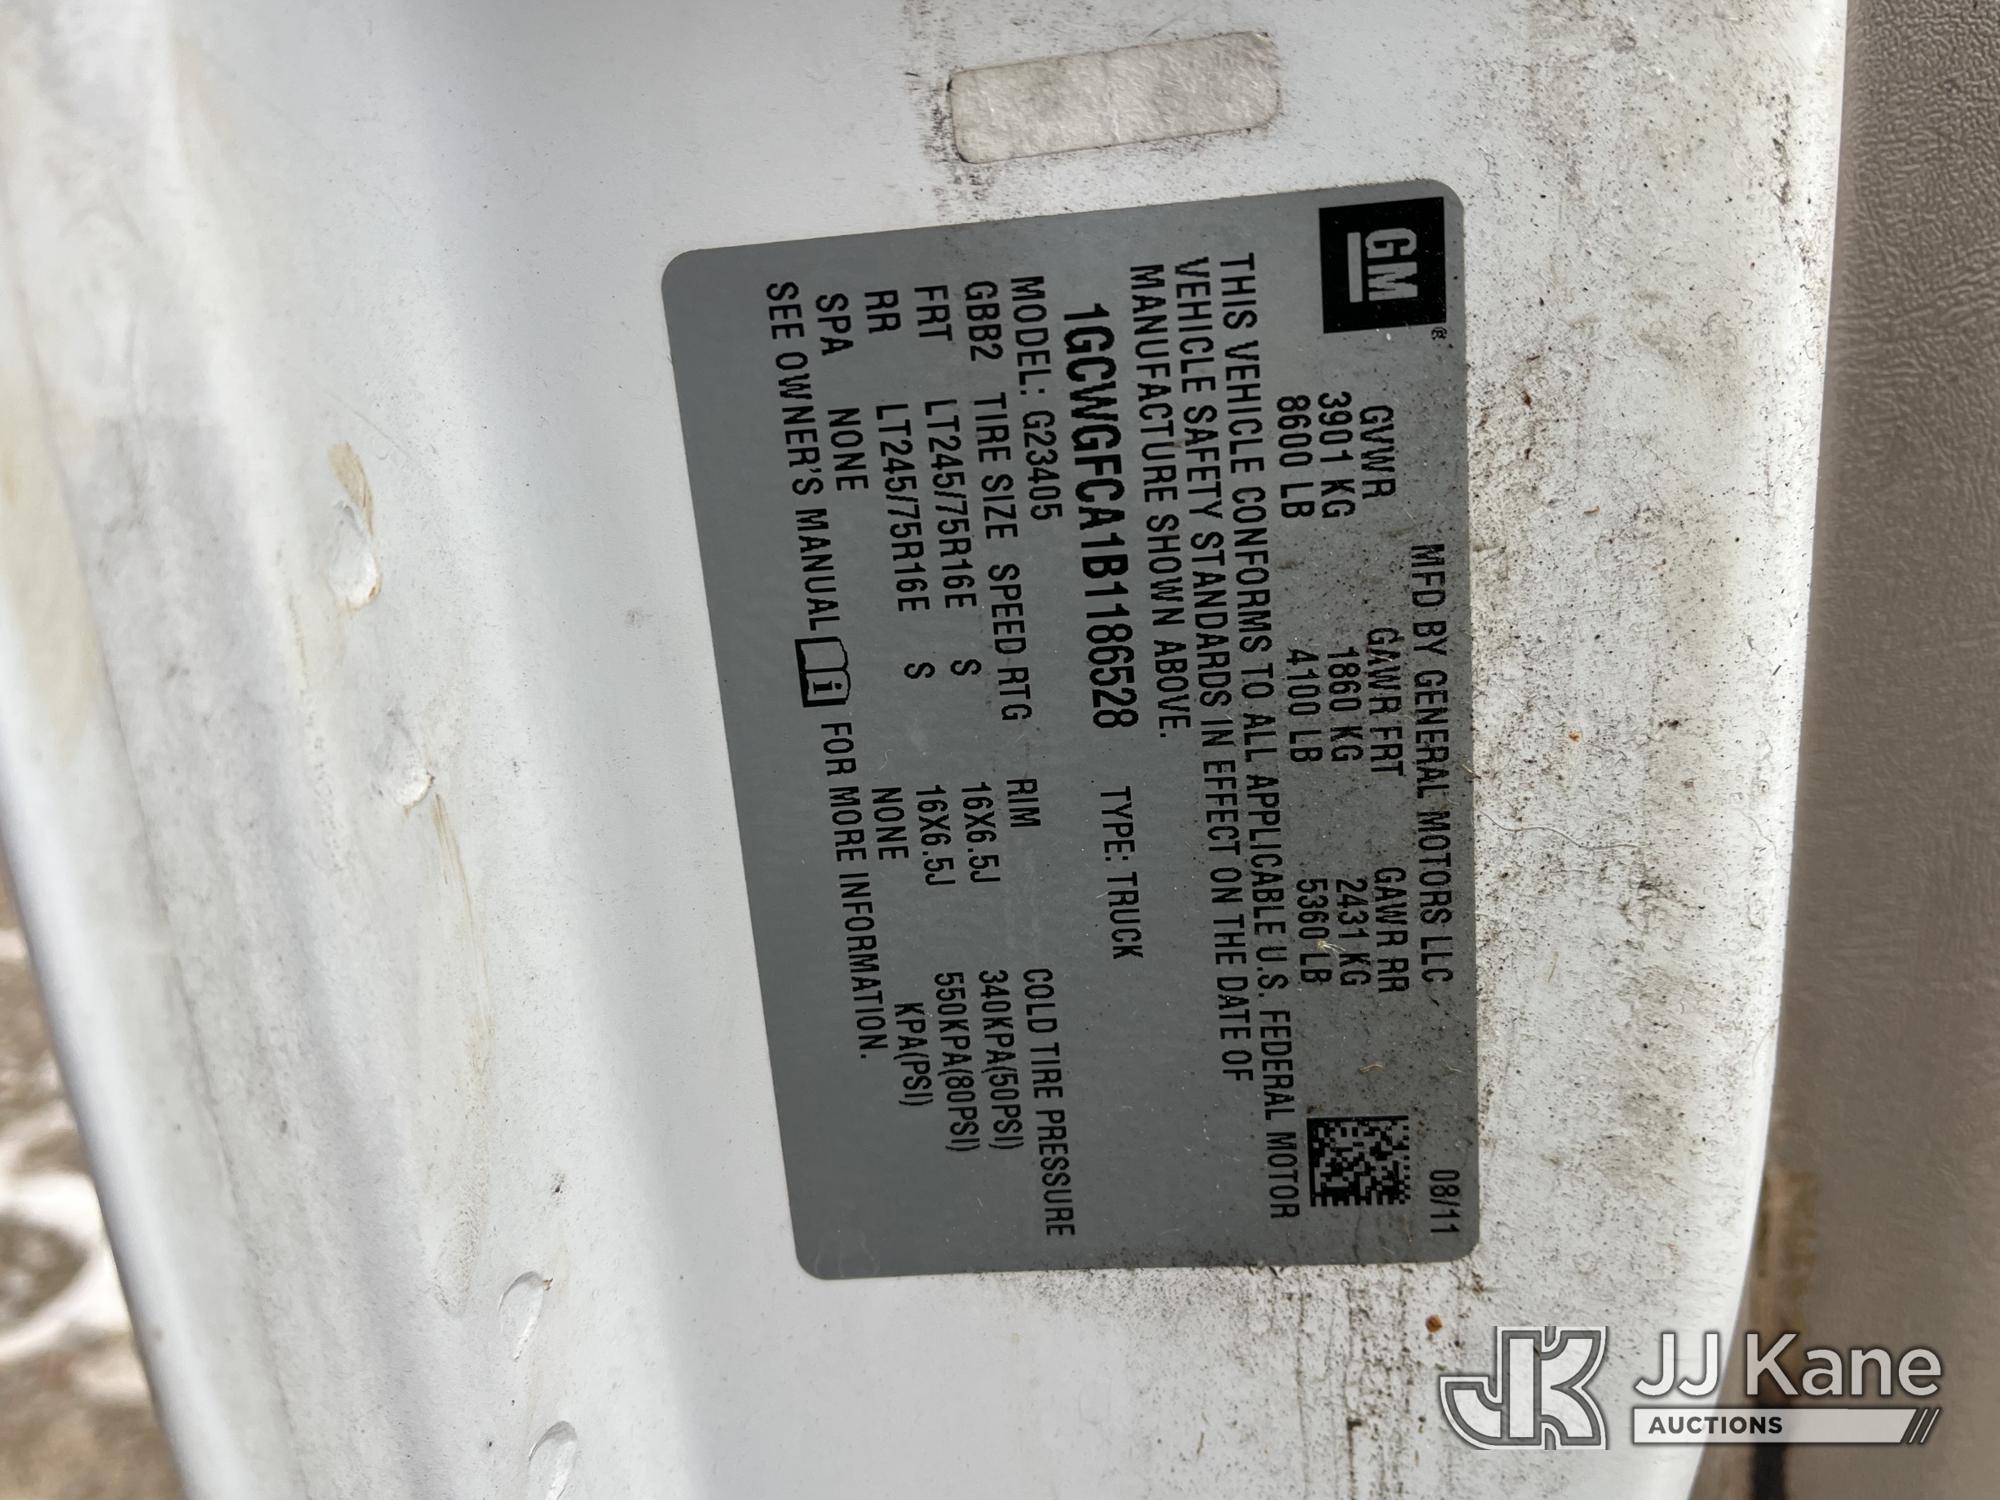 GM®
MFD BY GENERAL MOTORS LLC 08/11
GVWR GAWR FRT GAWR RR
3901 KG 1860 KG 2431 KG
8600 LB 4100 LB 5360 LB
THIS VEHICLE CONFORMS TO ALL APPLICABLE U.S. FEDERAL MOTOR
VEHICLE SAFETY STANDARDS IN EFFECT ON THE DATE OF
MANUFACTURE SHOWN ABOVE.
1GCWGFCA1B1186528 TYPE: TRUCK
MODEL: G23405
GBB2 TIRE SIZE SPEED RTG RIM COLD TIRE PRESSURE
FRT LT245/75R16E S 16X6.5J 340KPA(50PSI)
RR LT245/75R16E S 16X6.5J 550KPA(80PSI)
SPA NONE NONE KPA(PSI)
SEE OWNER'S MANUAL i FOR MORE INFORMATION.
JK JJ Kane
AUCTIONS